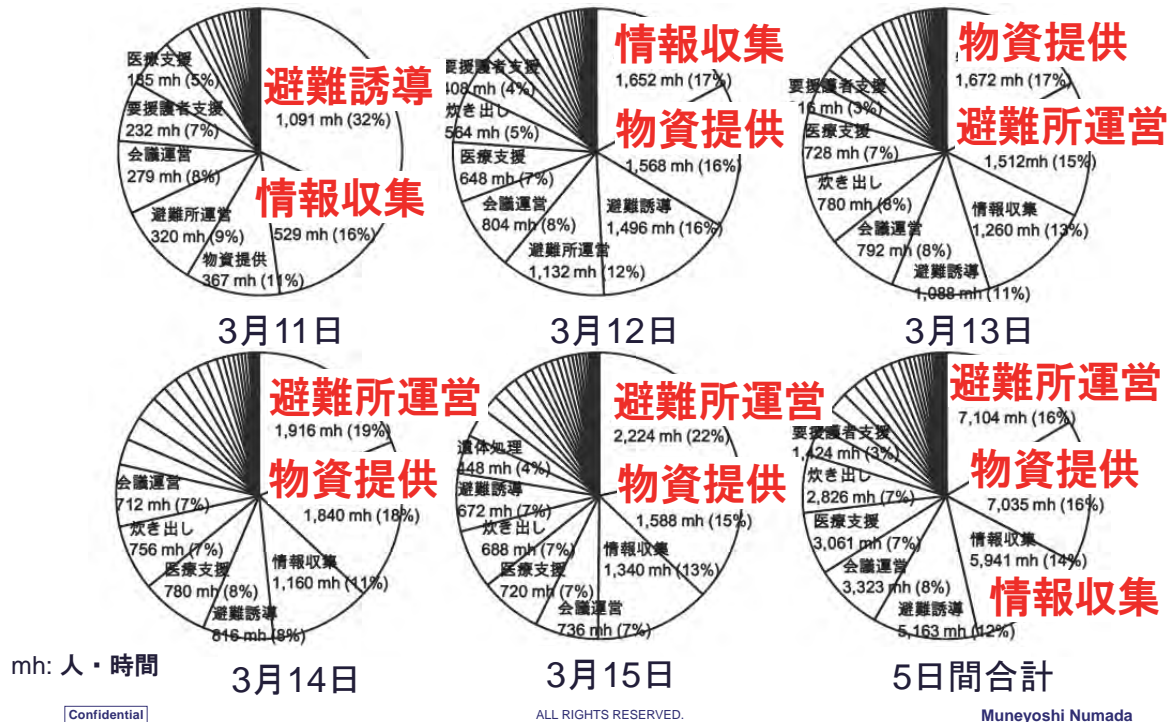 避難誘導
1,091 mh (32%)
情報収集
529 mh (16%)
物資提供
367 mh (11%)
避難所運営
320 mh (9%)
会議運営
279 mh (8%)
要援護者支援
232 mh (7%)
医療支援
185 mh (5%)
3月11日
情報収集
1,652 mh (17%)
物資提供
1,568 mh (16%)
避難誘導
1,496 mh (16%)
避難所運営
1,132 mh (12%)
会議運営
804 mh (8%)
医療支援
648 mh (7%)
炊き出し
564 mh (5%)
要援護者支援
408 mh (4%)
3月12日
物資提供
1,672 mh (17%)
避難所運営
1,512mh (15%)
情報収集
1,260 mh (13%)
避難誘導
1,088 mh (11%)
会議運営
792 mh (8%)
炊き出し
780 mh (8%)
医療支援
728 mh (7%)
要援護者支援
16 mh (3%)
3月13日
避難所運営
1,916 mh (19%)
物資提供
1,840 mh (18%)
情報収集
1,160 mh (11%)
避難誘導
816 mh (8%)
医療支援
780 mh (8%)
炊き出し
756 mh (7%)
会議運営
712 mh (7%)
3月14日
避難所運営
2,224 mh (22%)
物資提供
1,588 mh (15%)
情報収集
1,340 mh (13%)
会議運営
736 mh (7%)
医療支援
720 mh (7%)
炊き出し
688 mh (7%)
避難誘導
672 mh (7%)
遺体処理
448 mh (4%)
3月15日
避難所運営
7,104 mh (16%)
物資提供
7,035 mh (16%)
情報収集
5,941 mh (14%)
情報収集
避難誘導
5,163 mh (12%)
会議運営
3,323 mh (8%)
医療支援
3,061 mh (7%)
炊き出し
2,826 mh (7%)
要援護者支援
1,424 mh (3%)
5日間合計
mh: 人・時間
Confidential
ALL RIGHTS RESERVED.
Muneyoshi Numada